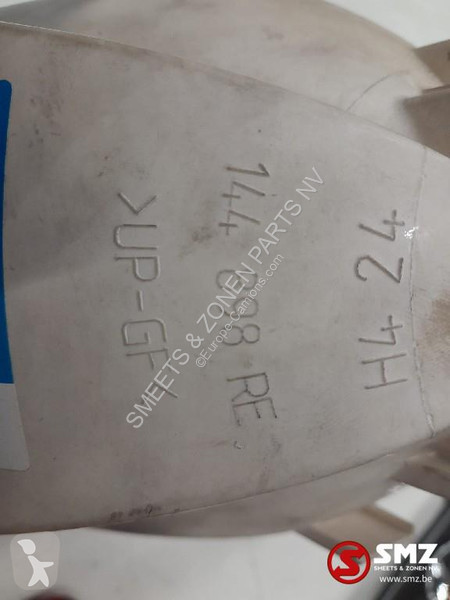 H4 24
144 098 RE.
>UP-GF<
SMEETS & ZONEN PARTS NV
©Europe-Camions.com
SMZ
SMEETS & ZONEN NV
www.smz.be